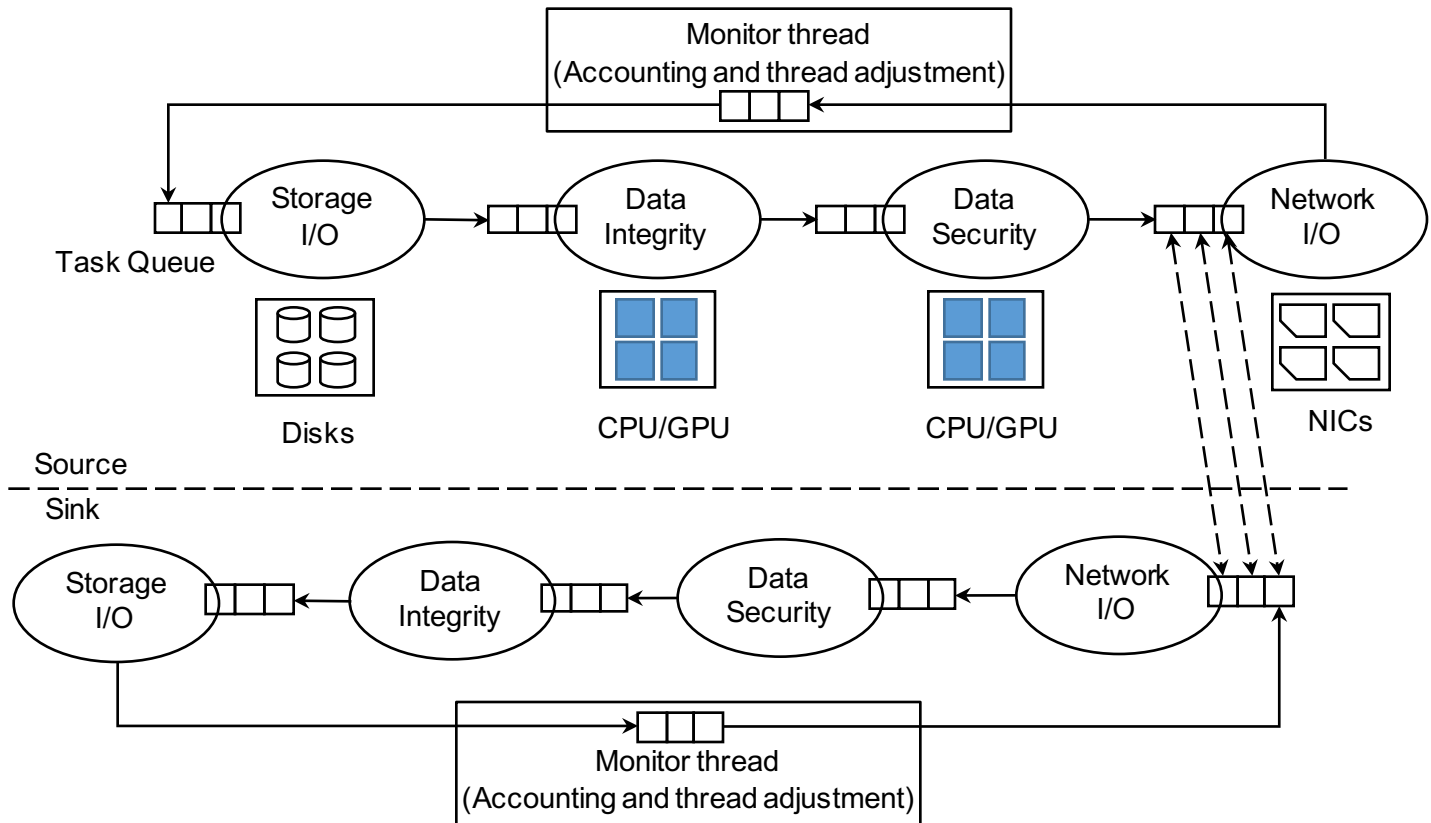 Monitor thread
(Accounting and thread adjustment)
Storage
I/O
Data
Integrity
Data
Security
Network
I/O
Task Queue
Disks
CPU/GPU
CPU/GPU
NICs
Source
Sink
Storage
I/O
Data
Integrity
Data
Security
Network
I/O
Monitor thread
(Accounting and thread adjustment)